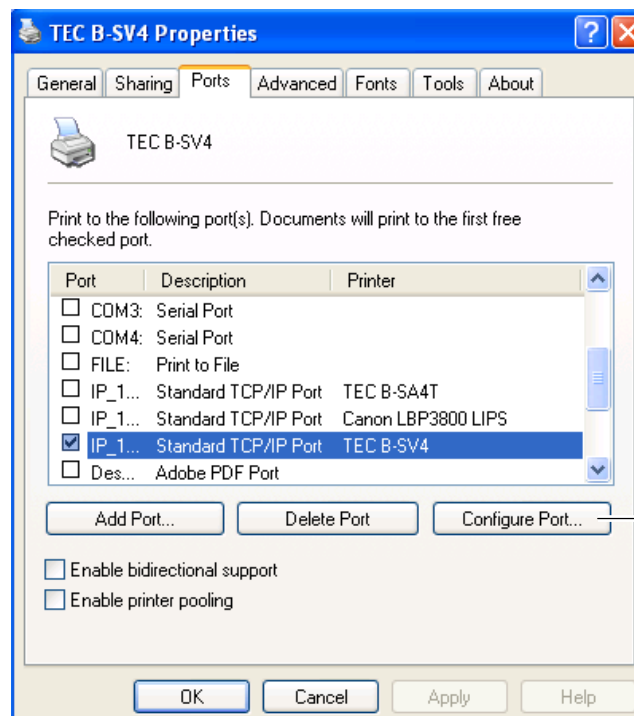 TEC B-SV4 Properties
General Sharing Ports Advanced Fonts Tools About
TEC B-SV4
Print to the following port(s). Documents will print to the first free
checked port.
Port Description Printer
COM3: Serial Port
COM4: Serial Port
FILE: Print to File
IP_1... Standard TCP/IP Port TEC B-SA4T
IP_1... Standard TCP/IP Port Canon LBP3800 LIPS
IP_1... Standard TCP/IP Port TEC B-SV4
Des... Adobe PDF Port
Add Port... Delete Port Configure Port...
Enable bidirectional support
Enable printer pooling
OK Cancel Apply Help